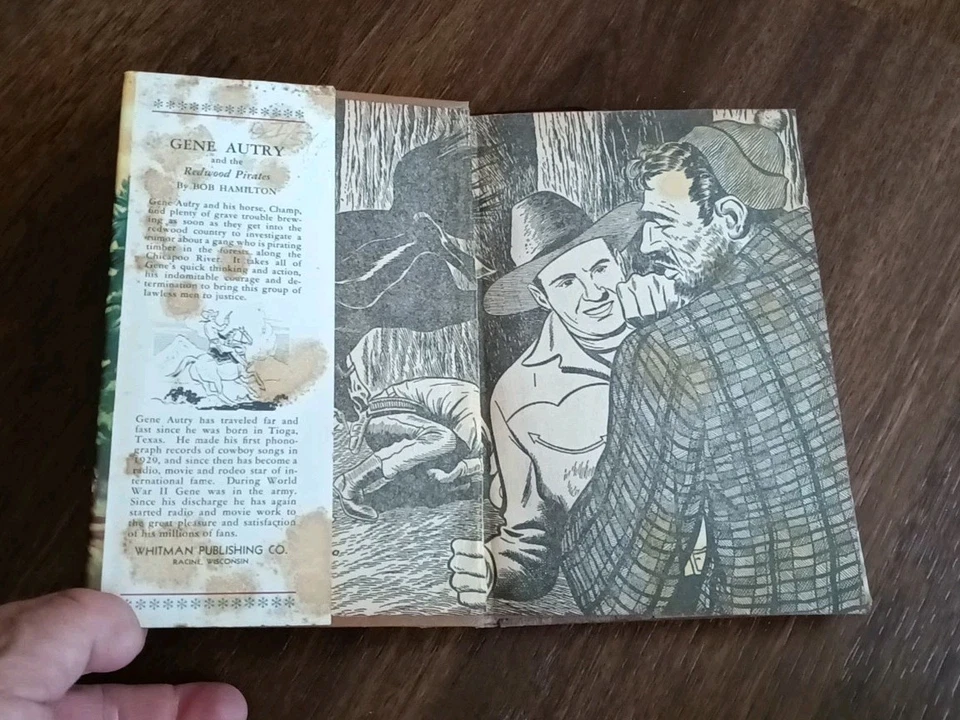 GENE AUTRY
and the
Redwood Pirates
By BOB HAMILTON
Gene Autry and his horse, Champ,
find plenty of grave trouble brew-
ing as soon as they get into the
redwood country to investigate a
rumor about a gang who is pirating
timber in the forests along the
Chicapoo River. It takes all of
Gene's quick thinking and action,
his indomitable courage and de-
termination to bring this group of
lawless men to justice.
Gene Autry has traveled far and
fast since he was born in Tioga,
Texas. He made his first phono-
graph records of cowboy songs in
1929, and since then has become a
radio, movie and rodeo star of in-
ternational fame. During World
War II Gene was in the army.
Since his discharge he has again
started radio and movie work to
the great pleasure and satisfaction
of his millions of fans.
WHITMAN PUBLISHING CO.
RACINE, WISCONSIN